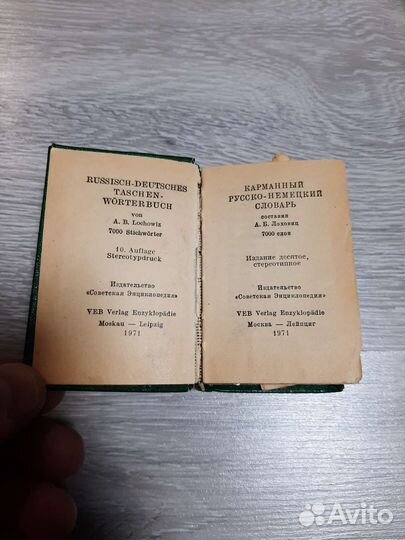 RUSSISCH-DEUTSCHES
TASCHEN-
WÖRTERBUCH
von
A. B. Lochowiz
7000 Stichwörter
10. Auflage
Stereotypdruck
Издательство
«Советская Энциклопедия»
VEB Verlag Enzyklopädie
Moskau — Leipzig
1971
КАРМАННЫЙ
РУССКО-НЕМЕЦКИЙ
СЛОВАРЬ
составил
А. Б. Лоховиц
7000 слов
Издание десятое,
стереотипное
Издательство
«Советская Энциклопедия»
VEB Verlag Enzyklopädie
Москва — Лейпциг
1971
Avito